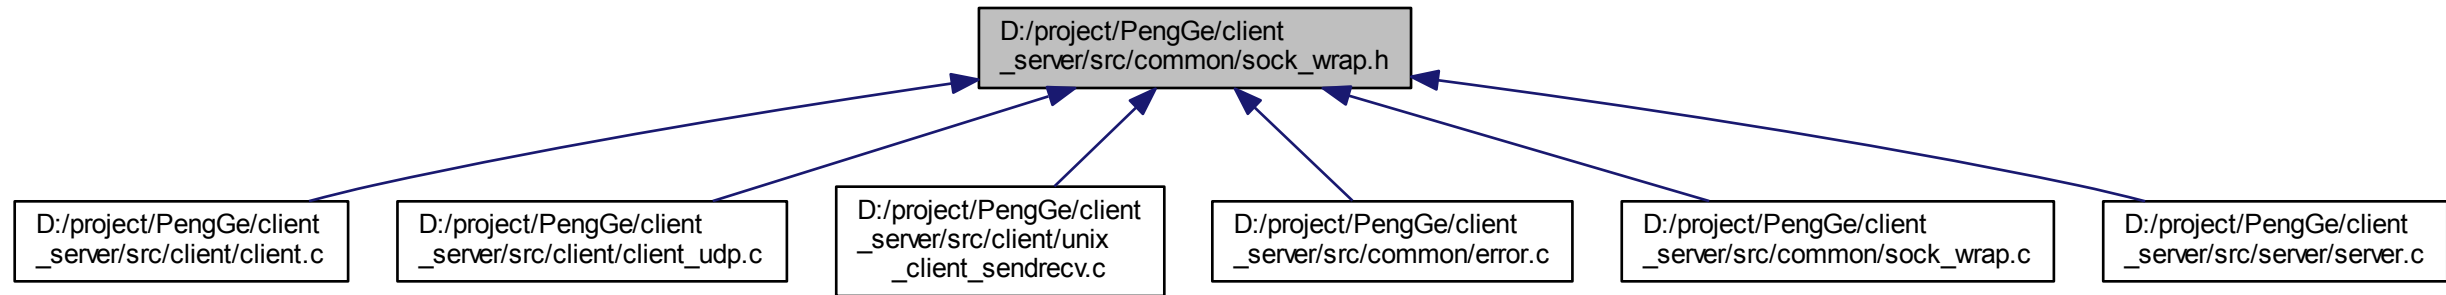 D:/project/PengGe/client
_server/src/common/sock_wrap.h
D:/project/PengGe/client
_server/src/client/client.c
D:/project/PengGe/client
_server/src/client/client_udp.c
D:/project/PengGe/client
_server/src/client/unix
_client_sendrecv.c
D:/project/PengGe/client
_server/src/common/error.c
D:/project/PengGe/client
_server/src/common/sock_wrap.c
D:/project/PengGe/client
_server/src/server/server.c